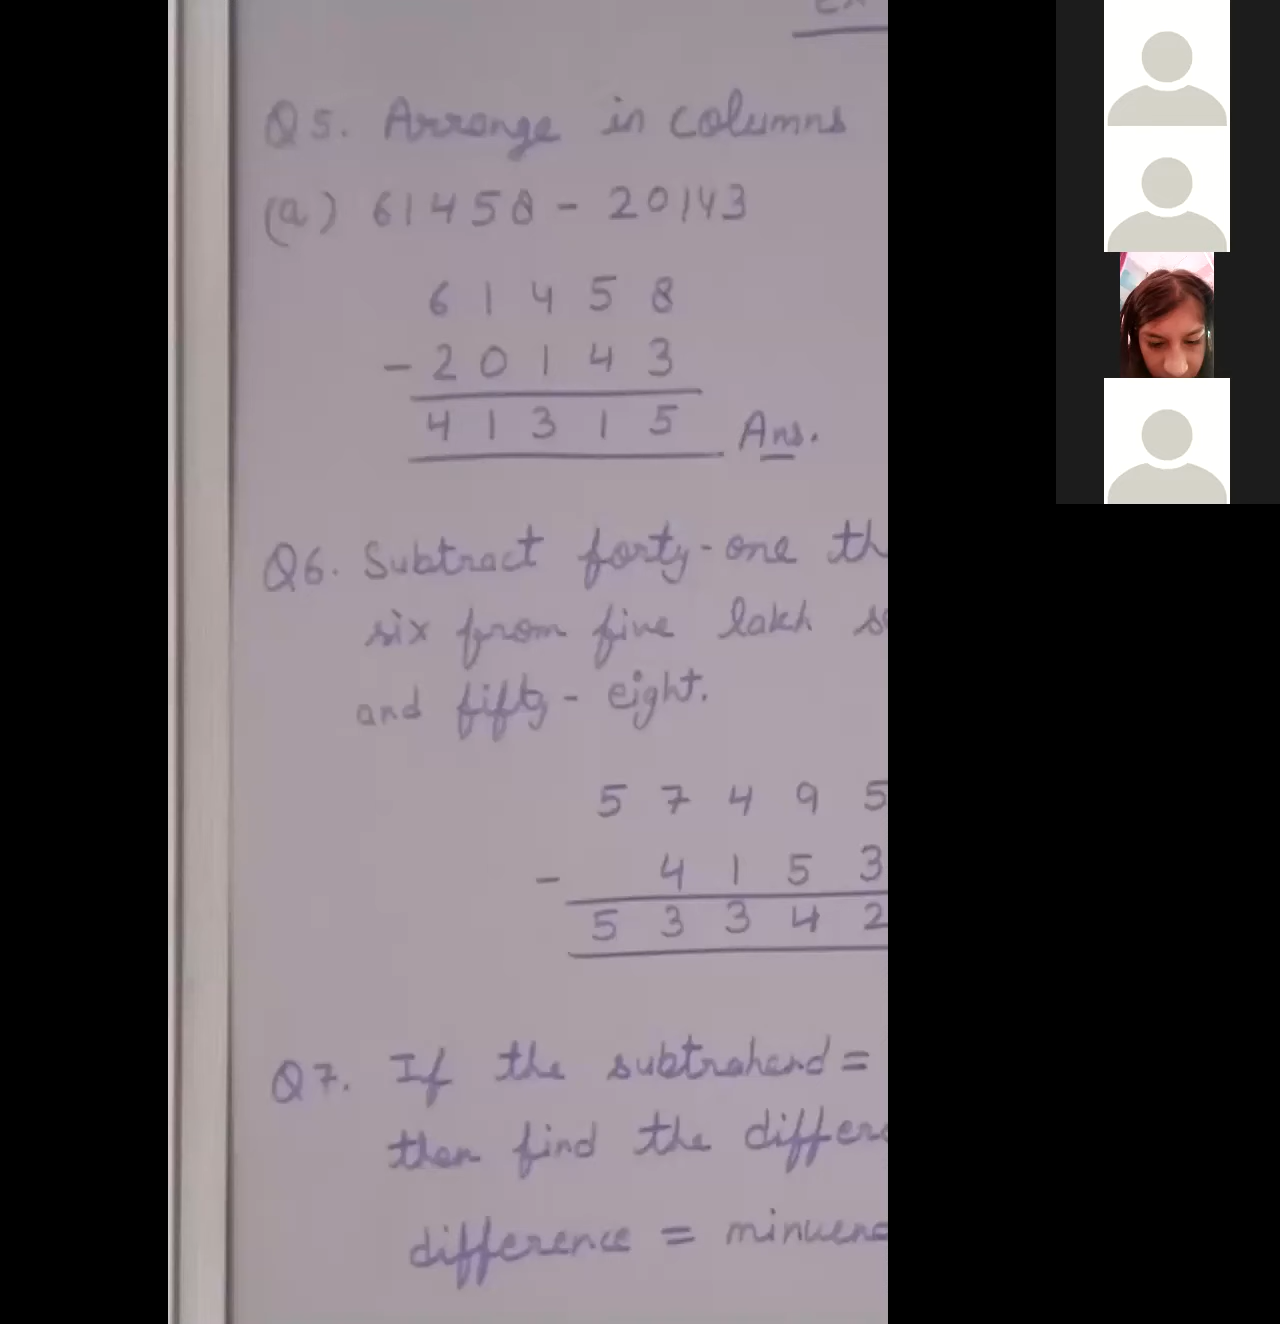 Q5. Arrange in columns
(a) 61458 - 20143
6 1 4 5 8
- 2 0 1 4 3
4 1 3 1 5 Ans.
Q6. Subtract forty-one th
six from five lakh s
and fifty-eight.
5 7 4 9 5
- 4 1 5 3
5 3 3 4 2
Q7. If the subtrahend =
then find the differe
difference = minuend